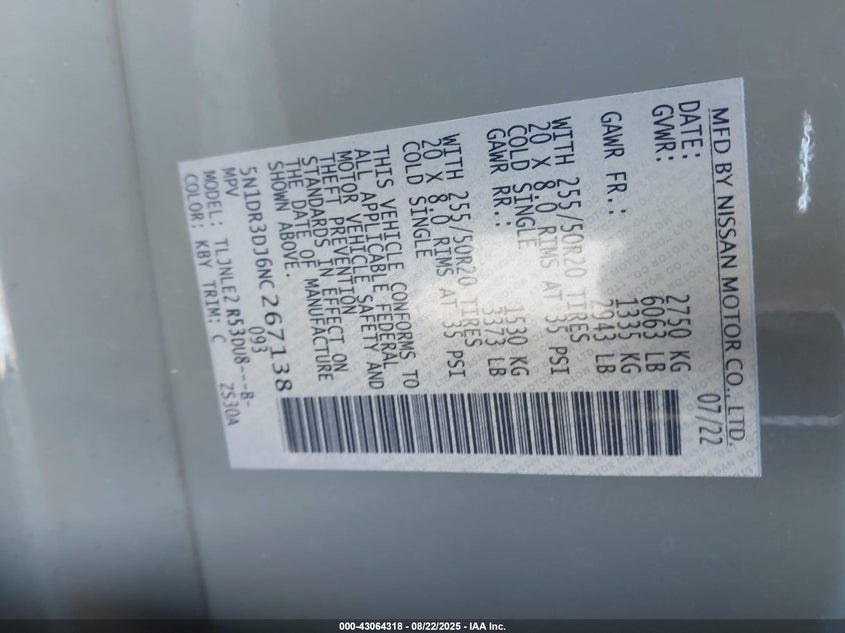 MFD BY NISSAN MOTOR CO., LTD.
DATE: 07/22
GVWR: 2750 KG
6063 LB
GAWR FR.: 1335 KG
2943 LB
WITH 255/50R20 TIRES
20 X 8.0 RIMS AT 35 PSI
COLD SINGLE
GAWR RR.: 1530 KG
3373 LB
WITH 255/50R20 TIRES
20 X 8.0 RIMS AT 35 PSI
COLD SINGLE
THIS VEHICLE CONFORMS TO
ALL APPLICABLE FEDERAL
MOTOR VEHICLE SAFETY AND
THEFT PREVENTION
STANDARDS IN EFFECT ON
THE DATE OF MANUFACTURE
SHOWN ABOVE.
5N1DR3DJ6NC267138
MPV 093
MODEL: TLJNLE2 R53DU8---B-
COLOR: KBY TRIM: C ZS30A
000-43064318 - 08/22/2025 - IAA Inc.